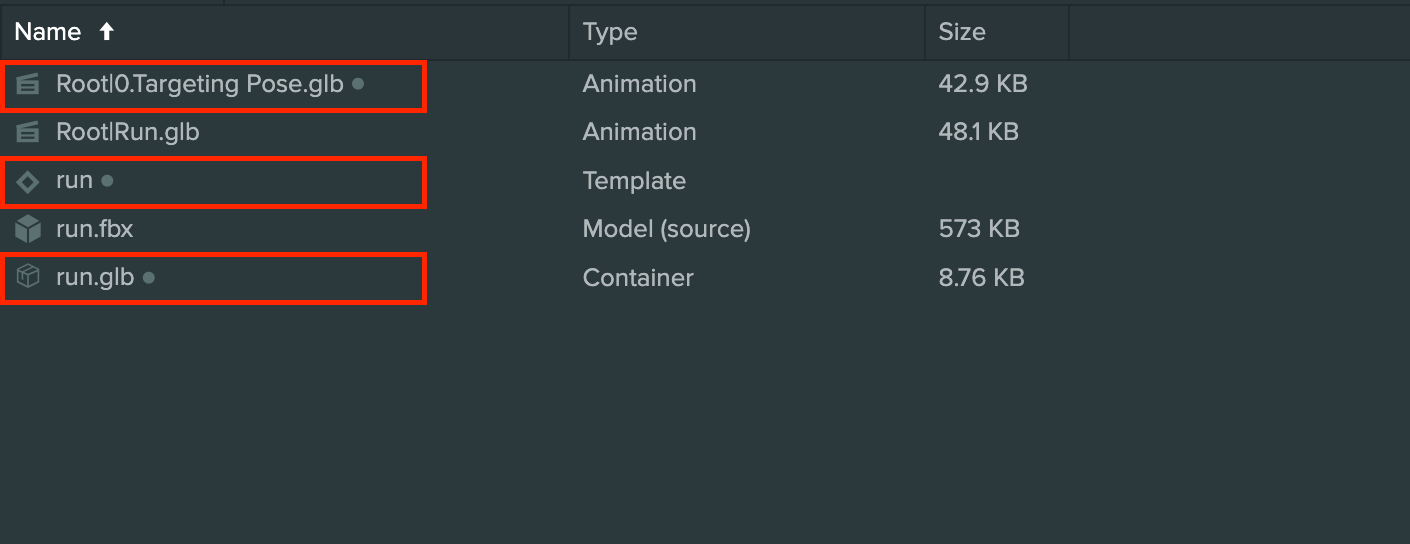 Name ↑ Type Size
Root|0.Targeting Pose.glb Animation 42.9 KB
Root|Run.glb Animation 48.1 KB
run Template
run.fbx Model (source) 573 KB
run.glb Container 8.76 KB